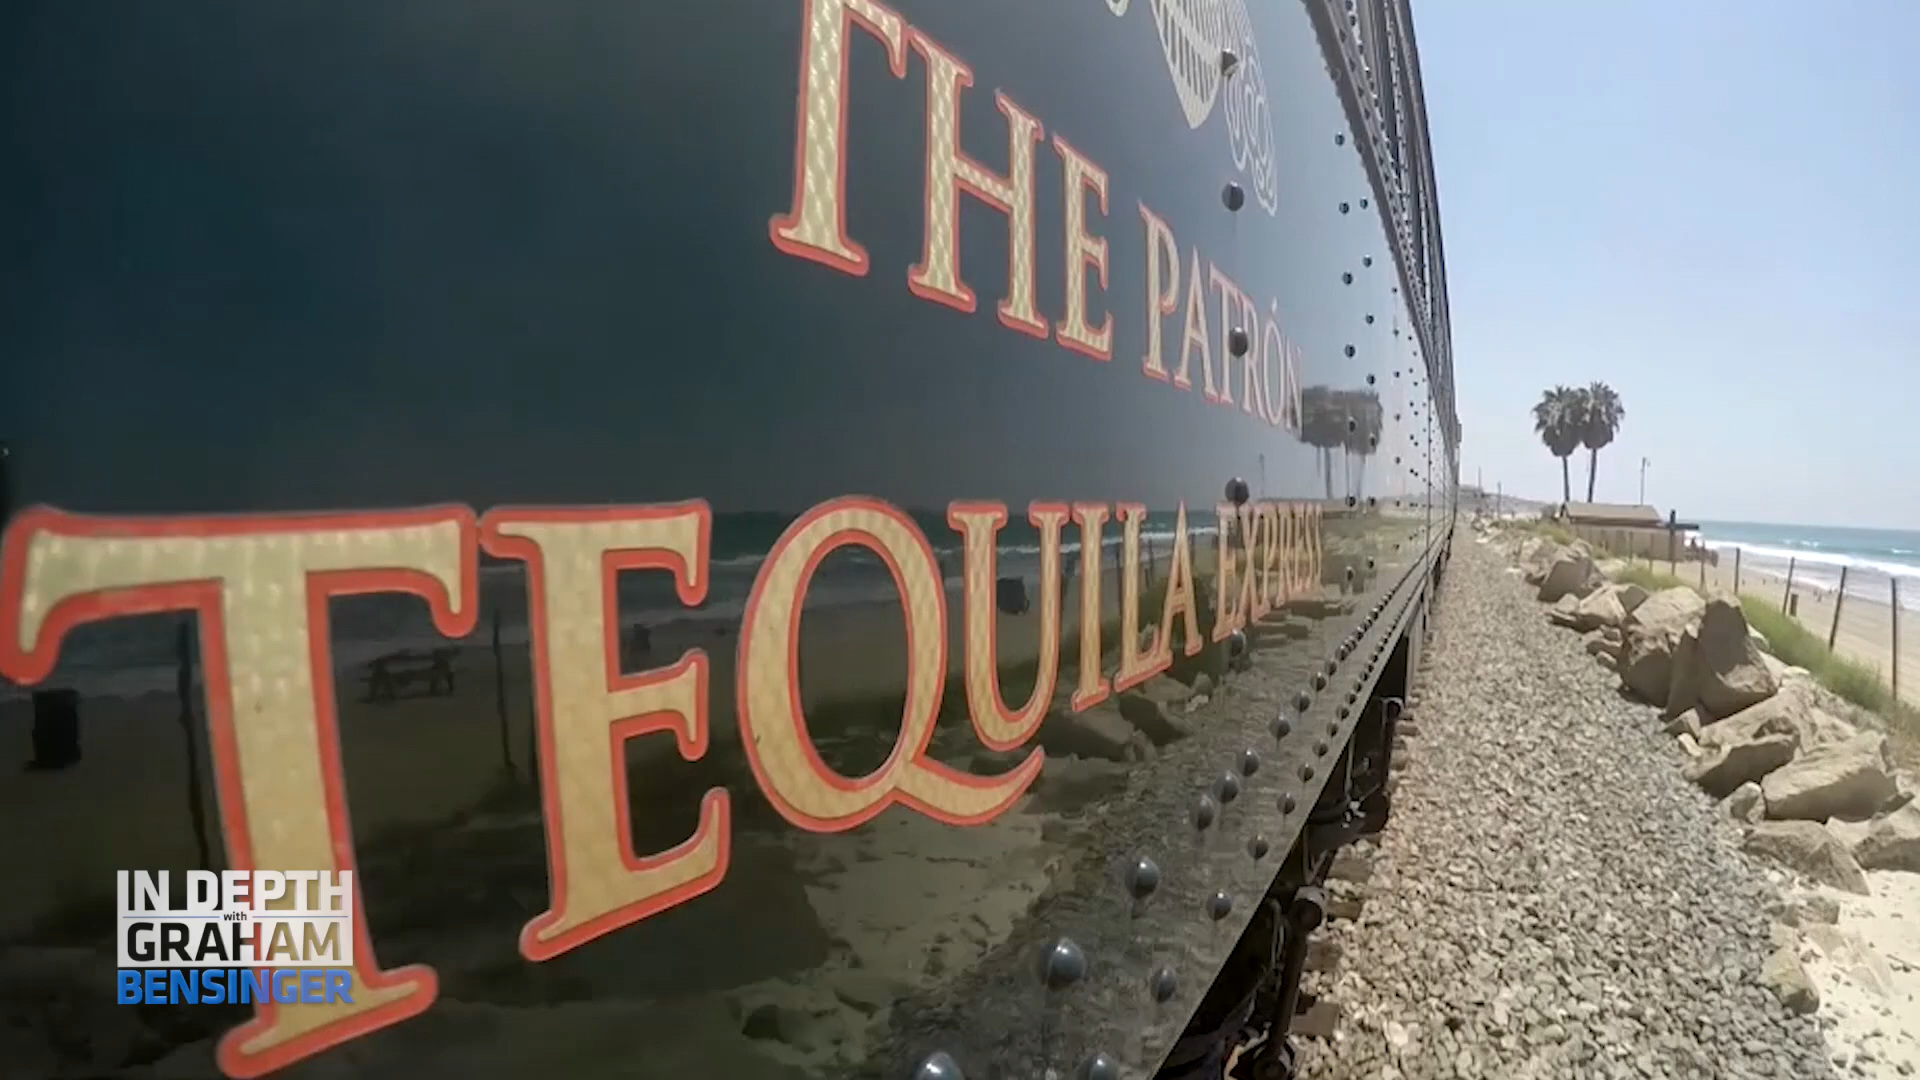 THE PATRÓN
TEQUILA EXPRESS
IN DEPTH
with
GRAHAM
BENSINGER